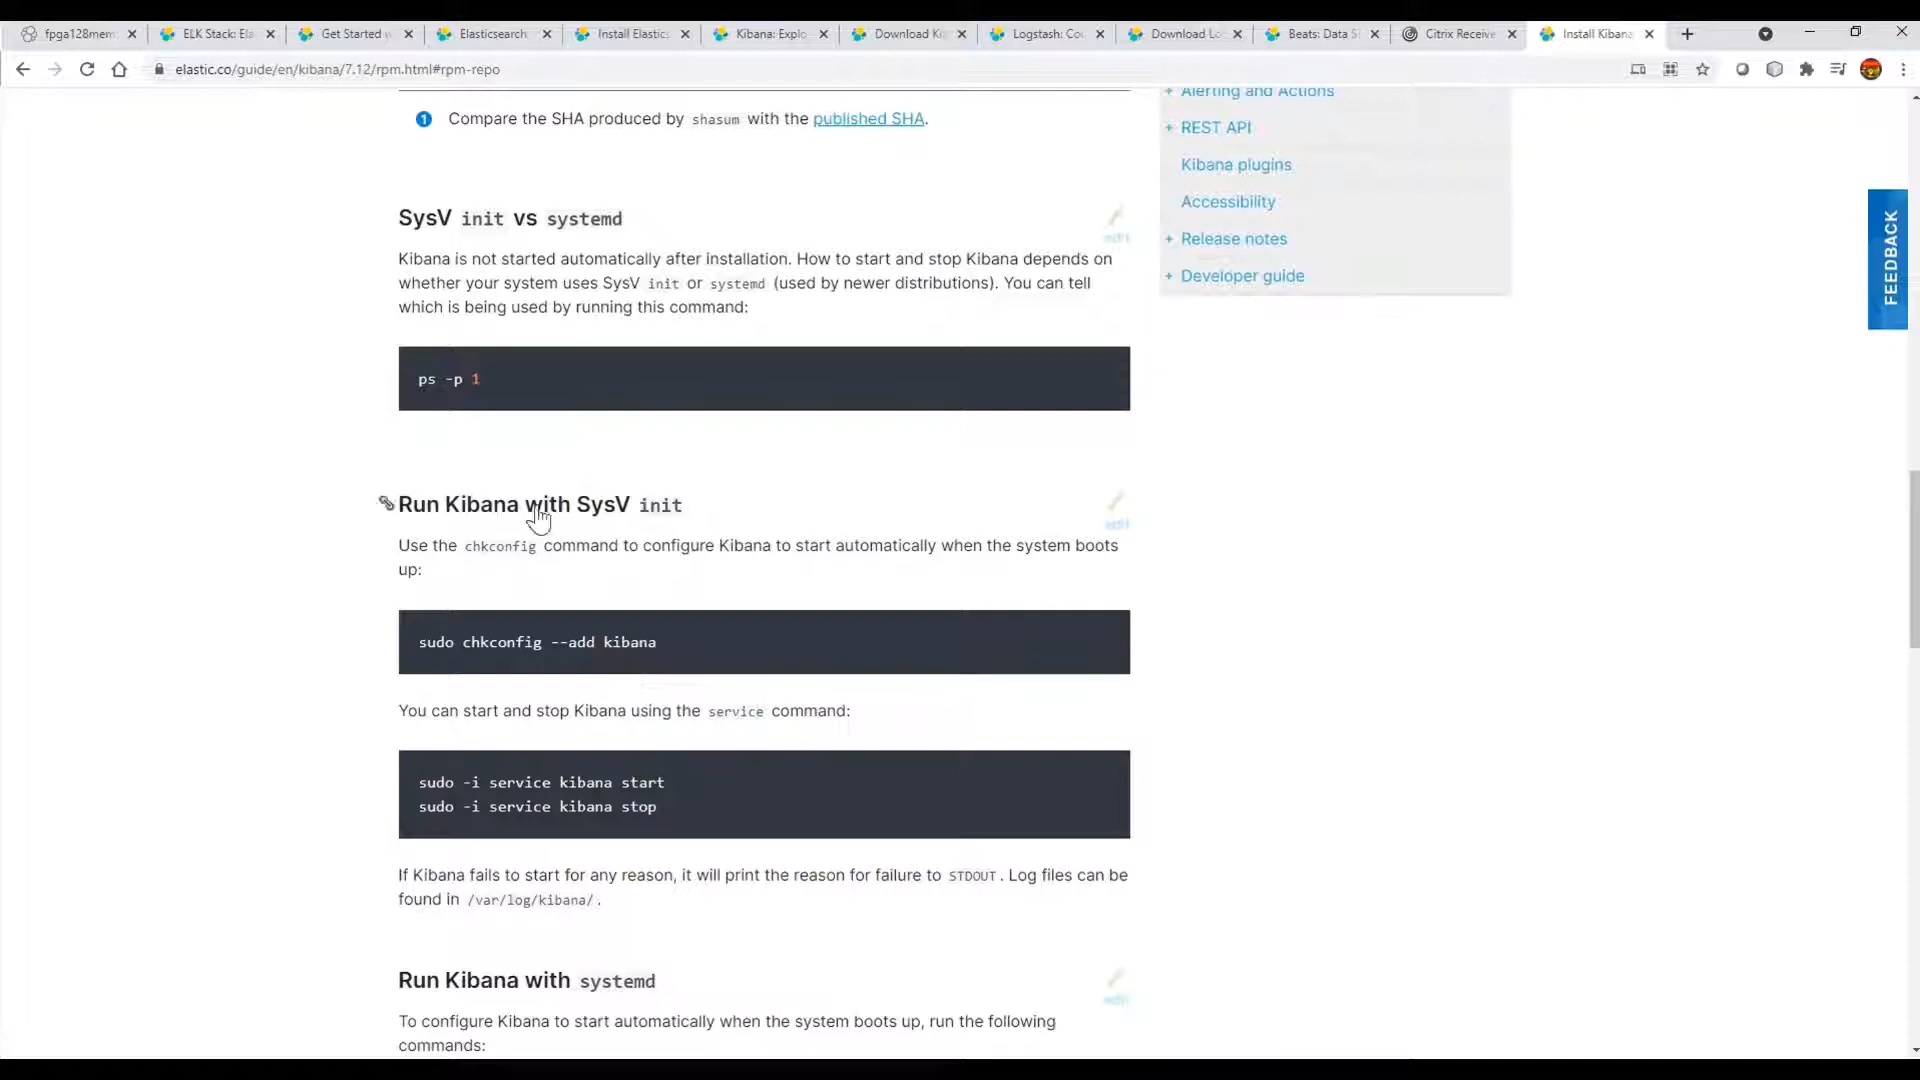 fpga128mem
ELK Stack: Ela
Get Started w
Elasticsearch
Install Elastics
Kibana: Explo
Download Ki
Logstash: Co
Download Lo
Beats: Data S
Citrix Receive
Install Kibana
elastic.co/guide/en/kibana/7.12/rpm.html#rpm-repo
1 Compare the SHA produced by shasum with the published SHA.
SysV init vs systemd
edit
Kibana is not started automatically after installation. How to start and stop Kibana depends on
whether your system uses SysV init or systemd (used by newer distributions). You can tell
which is being used by running this command:
ps -p 1
Run Kibana with SysV init
edit
Use the chkconfig command to configure Kibana to start automatically when the system boots
up:
sudo chkconfig --add kibana
You can start and stop Kibana using the service command:
sudo -i service kibana start
sudo -i service kibana stop
If Kibana fails to start for any reason, it will print the reason for failure to STDOUT. Log files can be
found in /var/log/kibana/.
Run Kibana with systemd
edit
To configure Kibana to start automatically when the system boots up, run the following
commands:
+ Alerting and Actions
+ REST API
Kibana plugins
Accessibility
+ Release notes
+ Developer guide
FEEDBACK